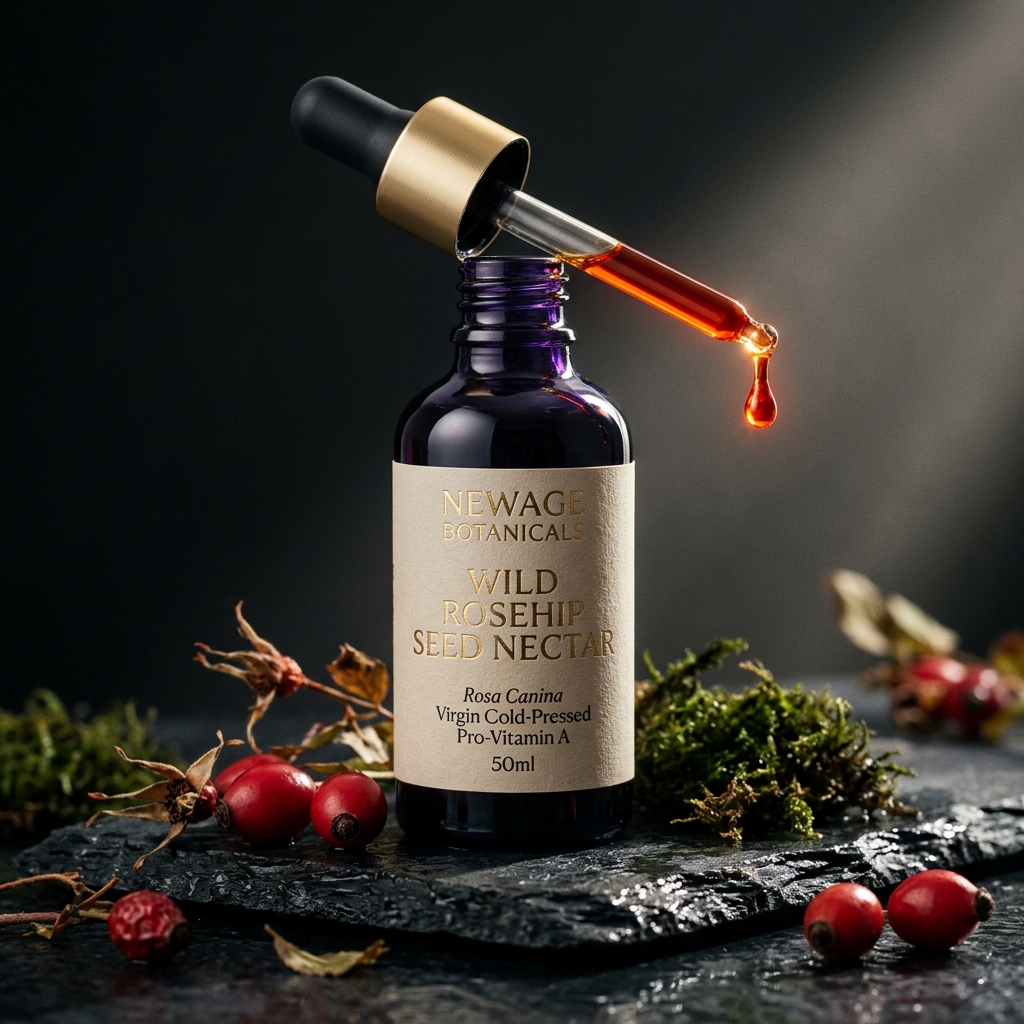 NEWAGE
BOTANICALS
WILD
ROSEHIP
SEED NECTAR
Rosa Canina
Virgin Cold-Pressed
Pro-Vitamin A
50ml